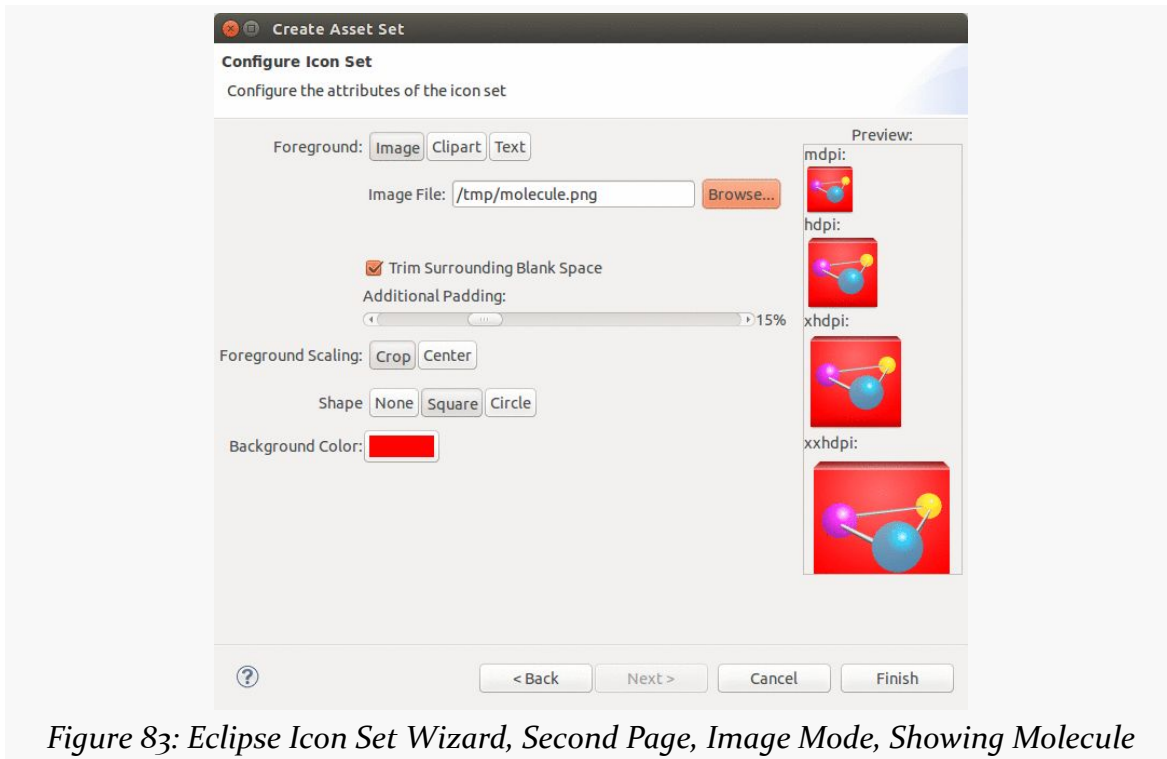 Create Asset Set
Configure Icon Set
Configure the attributes of the icon set
Foreground: Image Clipart Text
Image File: /tmp/molecule.png Browse...
Trim Surrounding Blank Space
Additional Padding:
15%
Foreground Scaling: Crop Center
Shape None Square Circle
Background Color:
Preview:
mdpi:
hdpi:
xhdpi:
xxhdpi:
? < Back Next > Cancel Finish
Figure 83: Eclipse Icon Set Wizard, Second Page, Image Mode, Showing Molecule